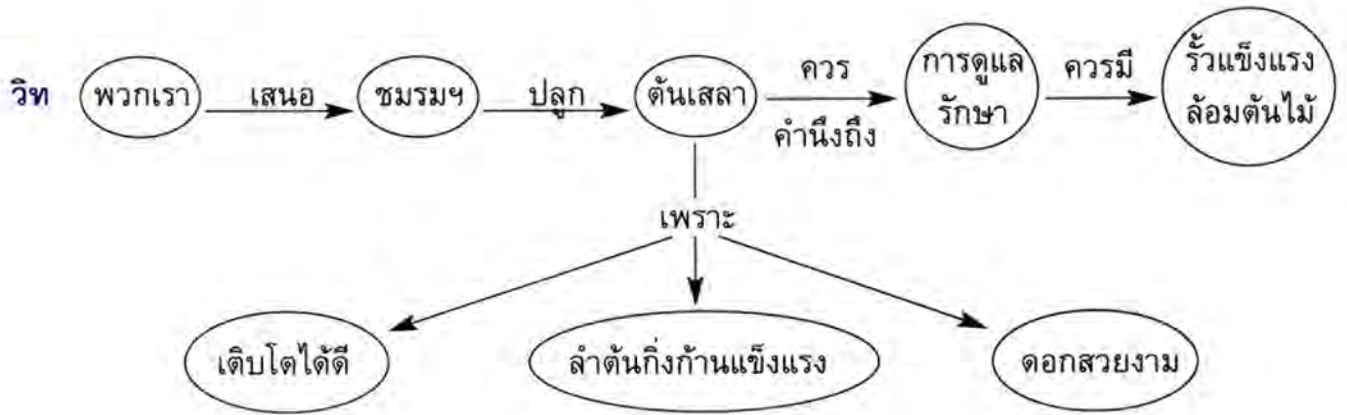 วิท พวกเรา เสนอ ชมรมฯ ปลูก ต้นเสลา ควร คำนึงถึง การดูแล รักษา ควรมี รั้วแข็งแรง ล้อมต้นไม้
เพราะ
เติบโตได้ดี ลำต้นกิ่งก้านแข็งแรง ดอกสวยงาม